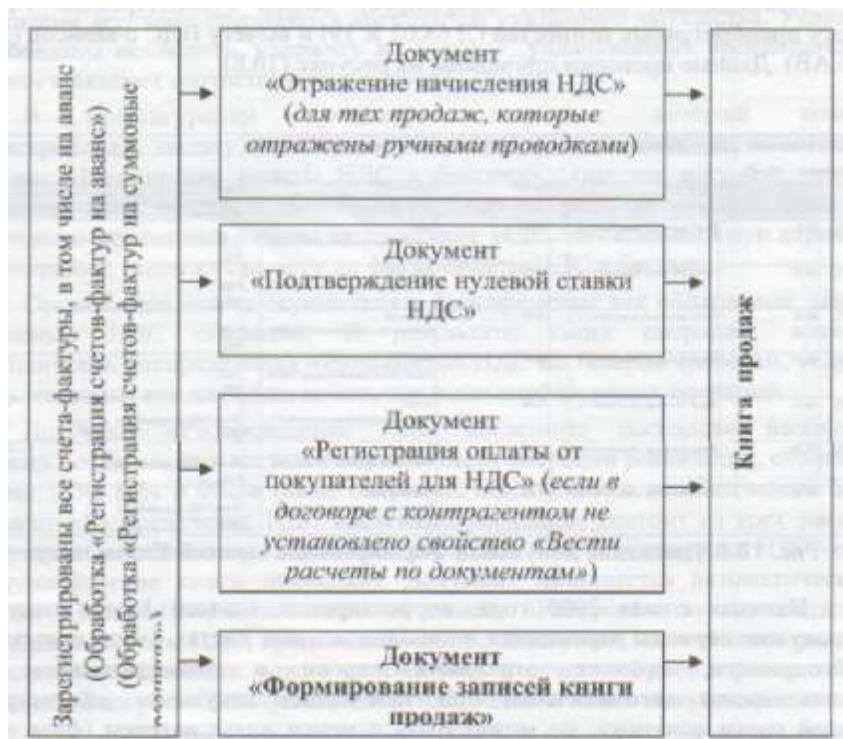 Зарегистрированы все счета-фактуры, в том числе на аванс
(Обработка «Регистрация счетов-фактур на аванс»)
(Обработка «Регистрация счетов-фактур на суммовые
Документ
«Отражение начисления НДС»
(для тех продаж, которые
отражены ручными проводками)
Документ
«Подтверждение нулевой ставки
НДС»
Документ
«Регистрация оплаты от
покупателей для НДС» (если в
договоре с контрагентом не
установлено свойство «Вести
расчеты по документам»)
Документ
«Формирование записей книги
продаж»
Книга продаж